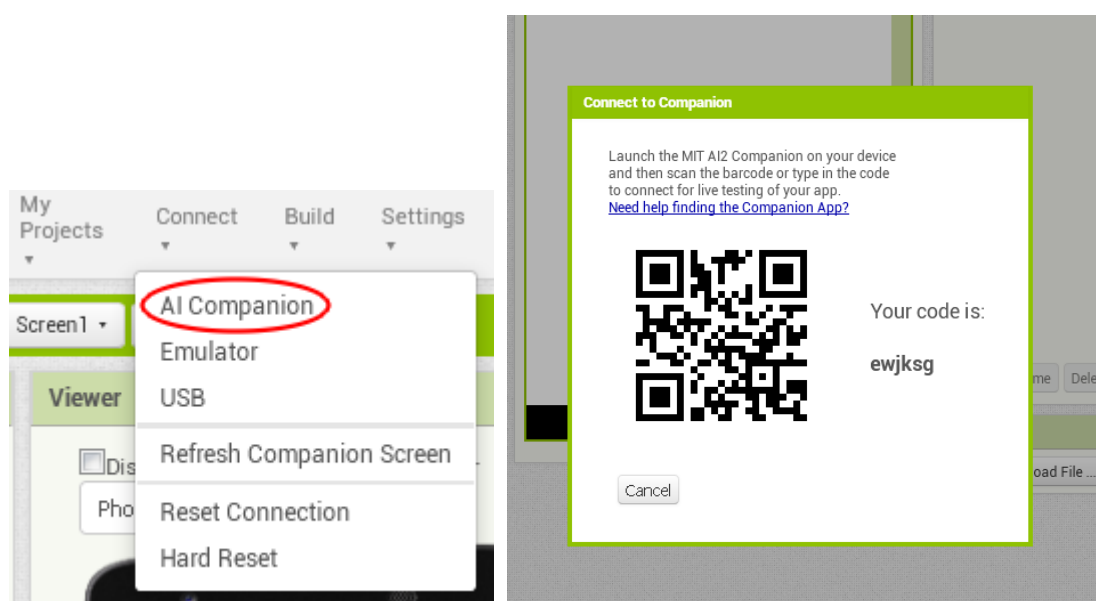 My
Projects
Connect
Build
Settings
AI Companion
Emulator
USB
Refresh Companion Screen
Reset Connection
Hard Reset
Screen1
Viewer
Dis
Pho
Connect to Companion
Launch the MIT AI2 Companion on your device
and then scan the barcode or type in the code
to connect for live testing of your app.
Need help finding the Companion App?
Your code is:
ewjksg
Cancel
me
Dele
oad File ...